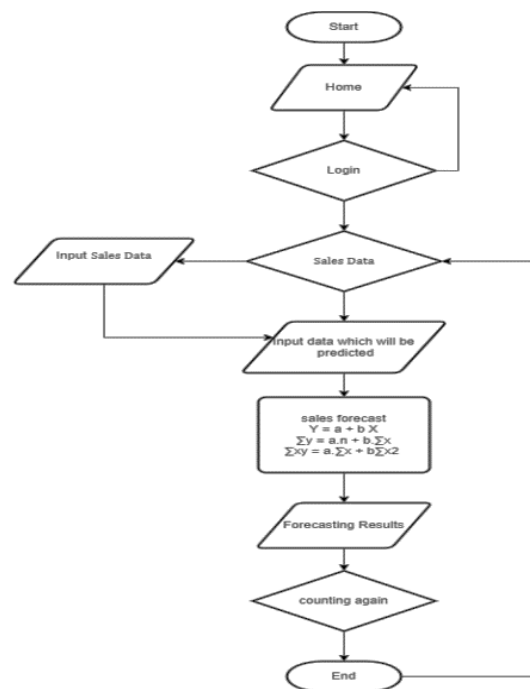 Start
Home
Login
Input Sales Data
Sales Data
Input data which will be
predicted
sales forecast
Y = a + b X
∑y = a.n + b.∑x
∑xy = a.∑x + b∑x2
Forecasting Results
counting again
End